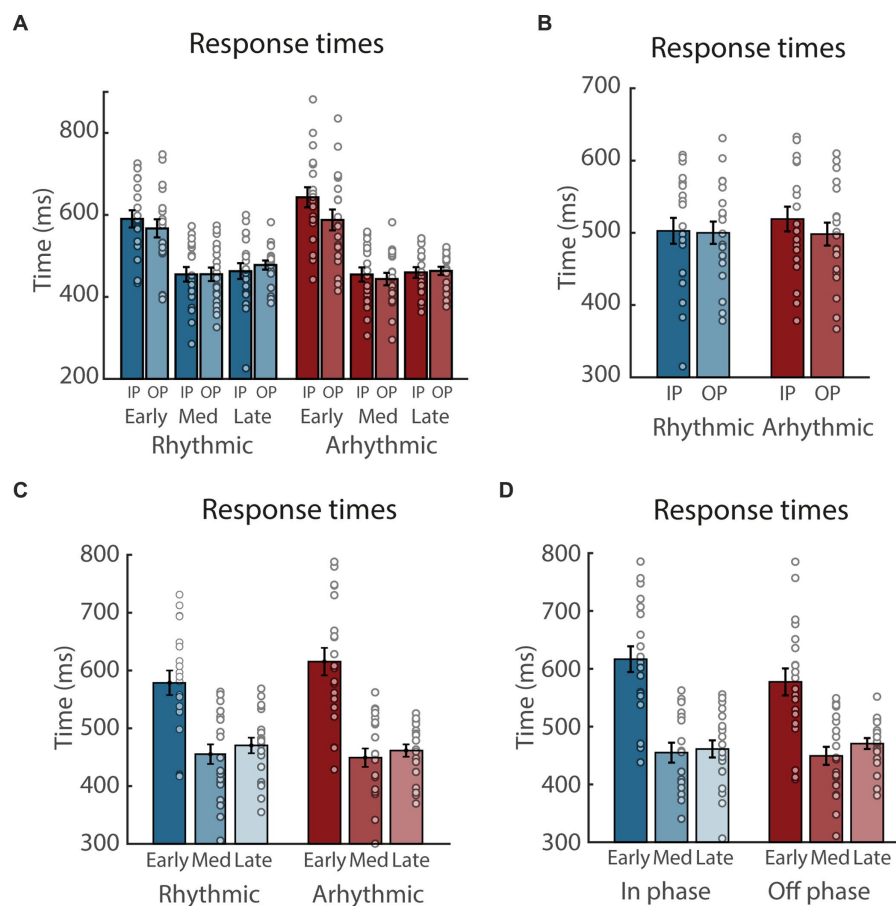 A
Response times
Time (ms)
800
600
400
200
IP OP IP OP IP OP IP OP IP OP IP OP
Early Med Late Early Med Late
Rhythmic Arhythmic
B
Response times
Time (ms)
700
600
500
400
300
IP OP IP OP
Rhythmic Arhythmic
C
Response times
Time (ms)
800
700
600
500
400
300
Early Med Late Early Med Late
Rhythmic Arhythmic
D
Response times
Time (ms)
800
700
600
500
400
300
Early Med Late Early Med Late
In phase Off phase